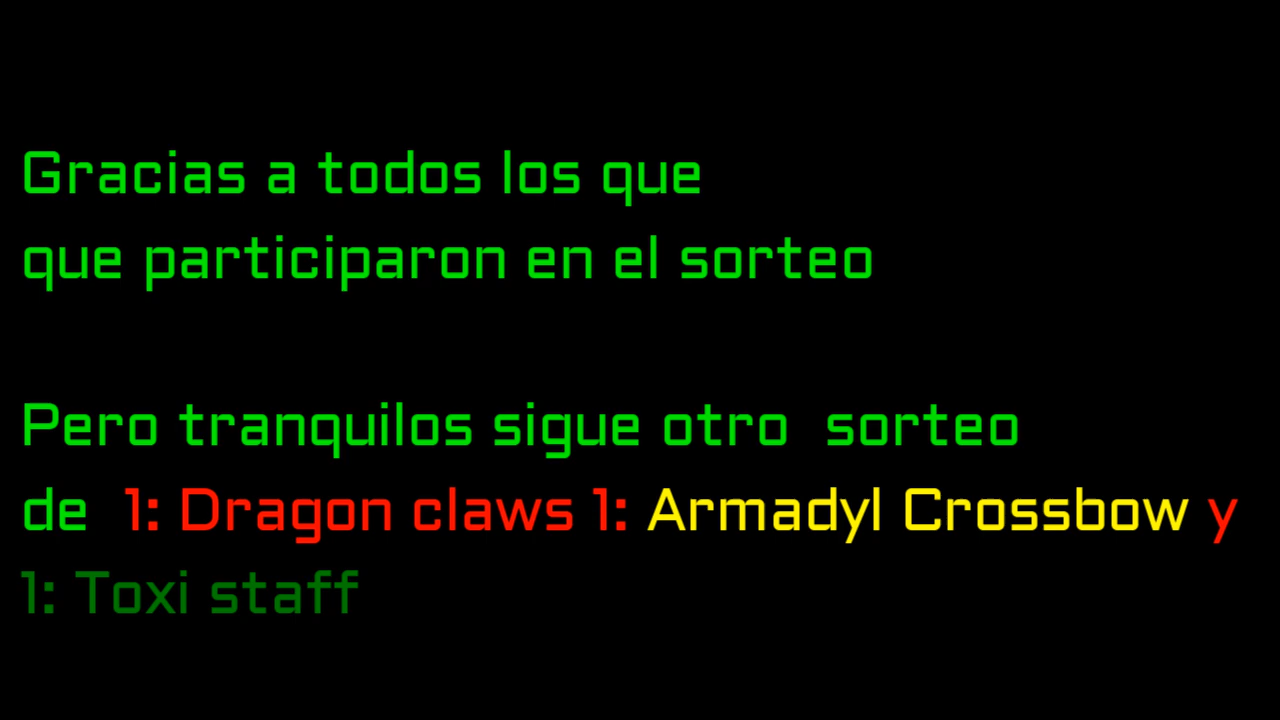 Gracias a todos los que
que participaron en el sorteo
Pero tranquilos sigue otro sorteo
de 1: Dragon claws 1: Armadyl Crossbow y
1: Toxi staff